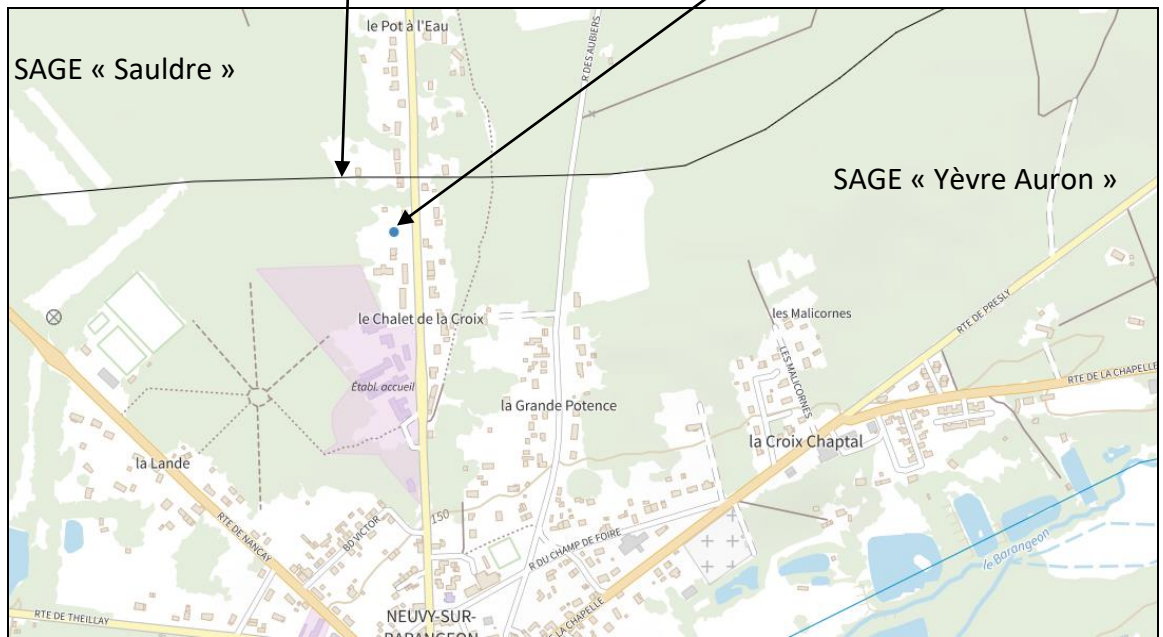 le Pot à l'Eau
R DES AUBIERS
SAGE « Sauldre »
SAGE « Yèvre Auron »
le Chalet de la Croix
les Malicornes
RTE DE PRESLY
LES MALICORNES
Établ. accueil
RTE DE LA CHAPELLE
la Grande Potence
la Croix Chaptal
la Lande
150
RTE DE NANCAY
BD VICTOR
R DU CHAMP DE FOIRE
le Barangeon
RTE DE THEILLAY
NEUVY-SUR-
BARANGEON
LA CHAPELLE